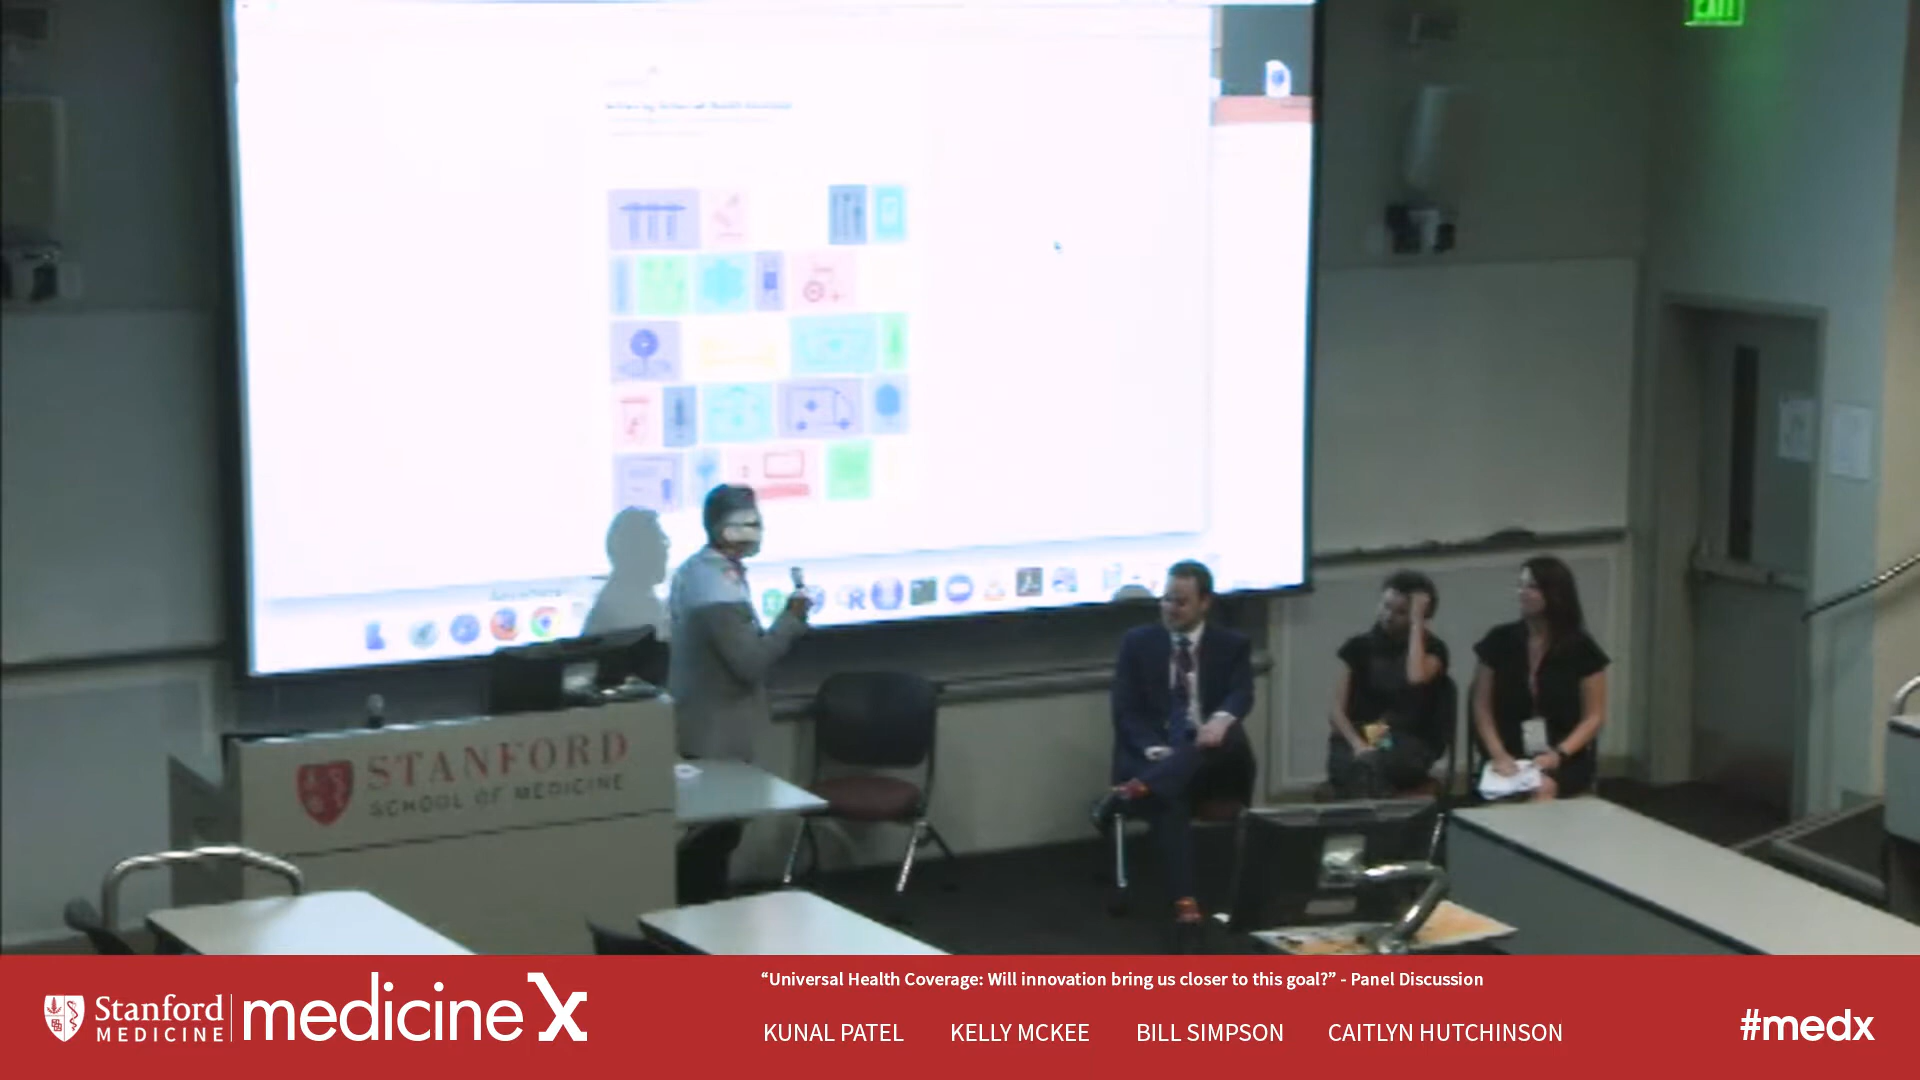 EXIT
STANFORD
SCHOOL OF MEDICINE
Stanford
MEDICINE
medicine X
“Universal Health Coverage: Will innovation bring us closer to this goal?” - Panel Discussion
KUNAL PATEL KELLY MCKEE BILL SIMPSON CAITLYN HUTCHINSON
#medx